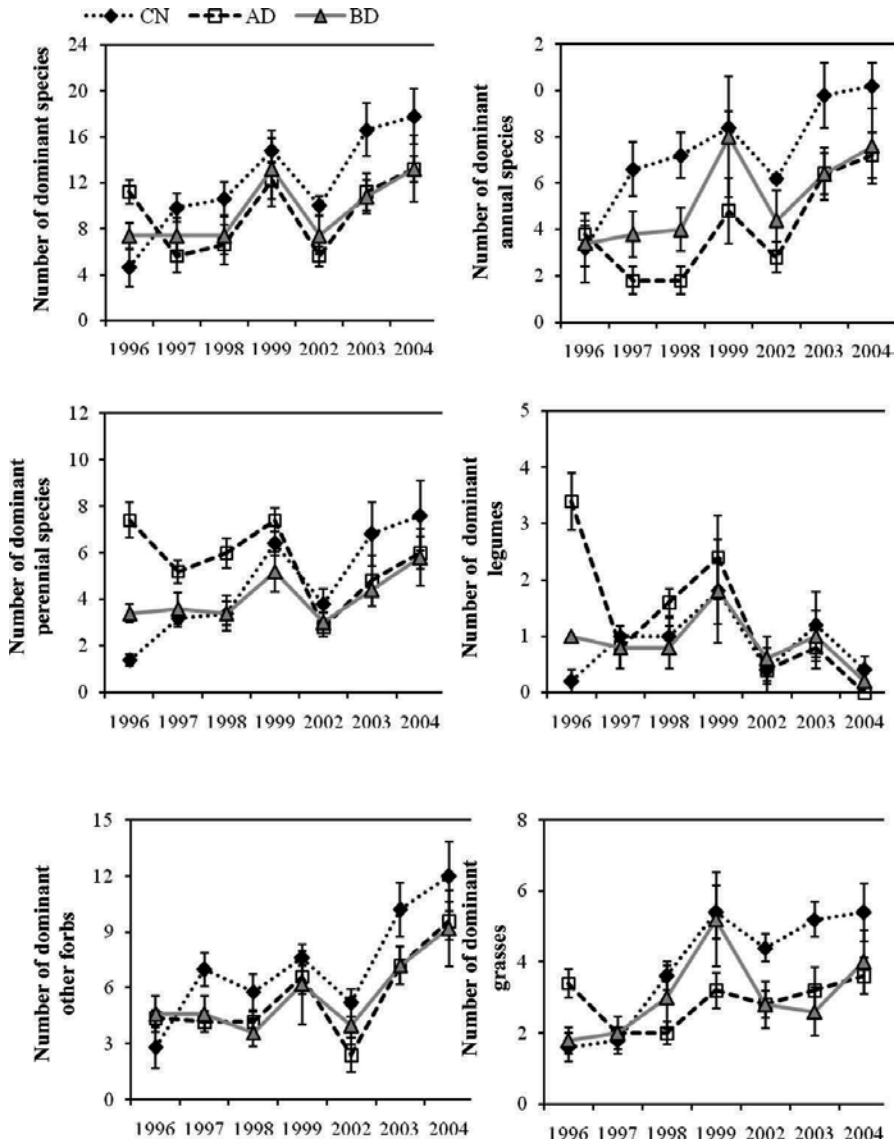 CN AD BD
Number of dominant species
24
20
16
12
8
4
0
1996 1997 1998 1999 2002 2003 2004
Number of dominant
annual species
2
0
8
6
4
2
0
1996 1997 1998 1999 2002 2003 2004
Number of dominant
perennial species
12
10
8
6
4
2
0
1996 1997 1998 1999 2002 2003 2004
Number of dominant
legumes
5
4
3
2
1
0
1996 1997 1998 1999 2002 2003 2004
Number of dominant
other forbs
15
12
9
6
3
0
1996 1997 1998 1999 2002 2003 2004
Number of dominant
grasses
8
6
4
2
0
1996 1997 1998 1999 2002 2003 2004